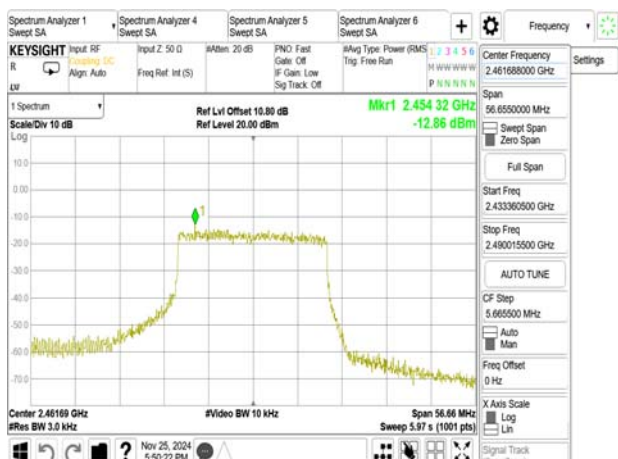 Spectrum Analyzer 1
Swept SA
Spectrum Analyzer 4
Swept SA
Spectrum Analyzer 5
Swept SA
Spectrum Analyzer 6
Swept SA
+
Frequency
KEYSIGHT
R
Input: RF
Coupling: DC
Align: Auto
Input Z: 50 Ω
Freq Ref: Int (S)
#Atten: 20 dB
PNO: Fast
Gate: Off
IF Gain: Low
Sig Track: Off
#Avg Type: Power (RMS
Trig: Free Run
1 2 3 4 5 6
M W W W W W
P N N N N N
1 Spectrum
Scale/Div 10 dB
Ref Lvl Offset 10.80 dB
Ref Level 20.00 dBm
Mkr1 2.454 32 GHz
-12.86 dBm
Log
10.0
0.00
-10.0
-20.0
-30.0
-40.0
-50.0
-60.0
-70.0
1
Center 2.46169 GHz
#Res BW 3.0 kHz
#Video BW 10 kHz
Span 56.66 MHz
Sweep 5.97 s (1001 pts)
Nov 25, 2024
5:50:22 PM
Center Frequency
2.461688000 GHz
Span
56.6550000 MHz
Swept Span
Zero Span
Full Span
Start Freq
2.433360500 GHz
Stop Freq
2.490015500 GHz
AUTO TUNE
CF Step
5.665500 MHz
Auto
Man
Freq Offset
0 Hz
X Axis Scale
Log
Lin
Signal Track
Settings